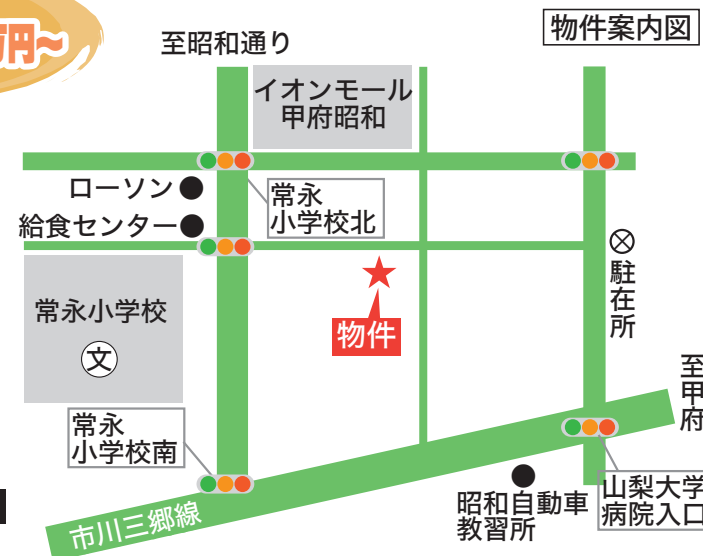 円~
至昭和通り
物件案内図
イオンモール
甲府昭和
ローソン
常永
小学校北
給食センター
駐在所
常永小学校
文
物件
至甲府
常永
小学校南
市川三郷線
昭和自動車
教習所
山梨大学
病院入口